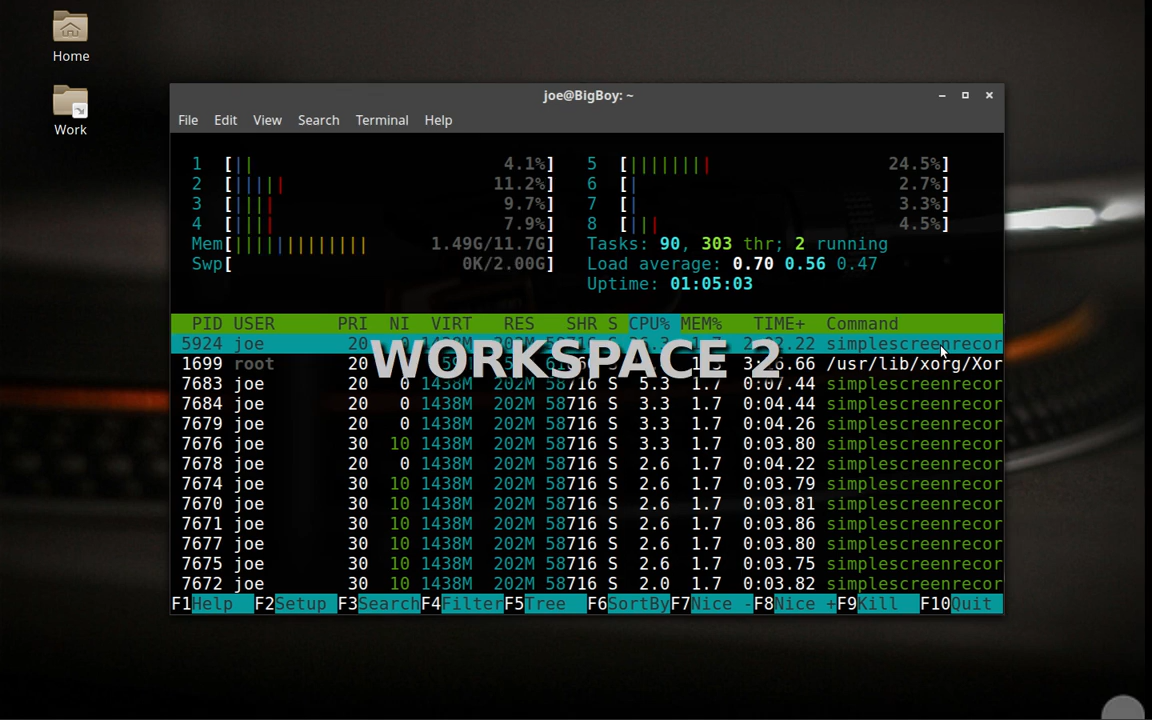 Home
Work
joe@BigBoy: ~
File Edit View Search Terminal Help
1 [|| 4.1%] 5 [|||||||| 24.5%]
2 [||||| 11.2%] 6 [| 2.7%]
3 [|||| 9.7%] 7 [| 3.3%]
4 [|||| 7.9%] 8 [||| 4.5%]
Mem[||||||||||||| 1.49G/11.7G] Tasks: 90, 303 thr; 2 running
Swp[ 0K/2.00G] Load average: 0.70 0.56 0.47
Uptime: 01:05:03
PID USER PRI NI VIRT RES SHR S CPU% MEM% TIME+ Command
5924 joe 20 simplescreenrecor
1699 root 20 /usr/lib/xorg/Xor
WORKSPACE 2
7683 joe 20 0 1438M 202M 58716 S 5.3 1.7 0:07.44 simplescreenrecor
7684 joe 20 0 1438M 202M 58716 S 3.3 1.7 0:04.44 simplescreenrecor
7679 joe 20 0 1438M 202M 58716 S 3.3 1.7 0:04.26 simplescreenrecor
7676 joe 30 10 1438M 202M 58716 S 3.3 1.7 0:03.80 simplescreenrecor
7678 joe 20 0 1438M 202M 58716 S 2.6 1.7 0:04.22 simplescreenrecor
7674 joe 30 10 1438M 202M 58716 S 2.6 1.7 0:03.79 simplescreenrecor
7670 joe 30 10 1438M 202M 58716 S 2.6 1.7 0:03.81 simplescreenrecor
7671 joe 30 10 1438M 202M 58716 S 2.6 1.7 0:03.86 simplescreenrecor
7677 joe 30 10 1438M 202M 58716 S 2.6 1.7 0:03.80 simplescreenrecor
7675 joe 30 10 1438M 202M 58716 S 2.6 1.7 0:03.75 simplescreenrecor
7672 joe 30 10 1438M 202M 58716 S 2.0 1.7 0:03.82 simplescreenrecor
F1Help F2Setup F3SearchF4FilterF5Tree F6SortByF7Nice -F8Nice +F9Kill F10Quit